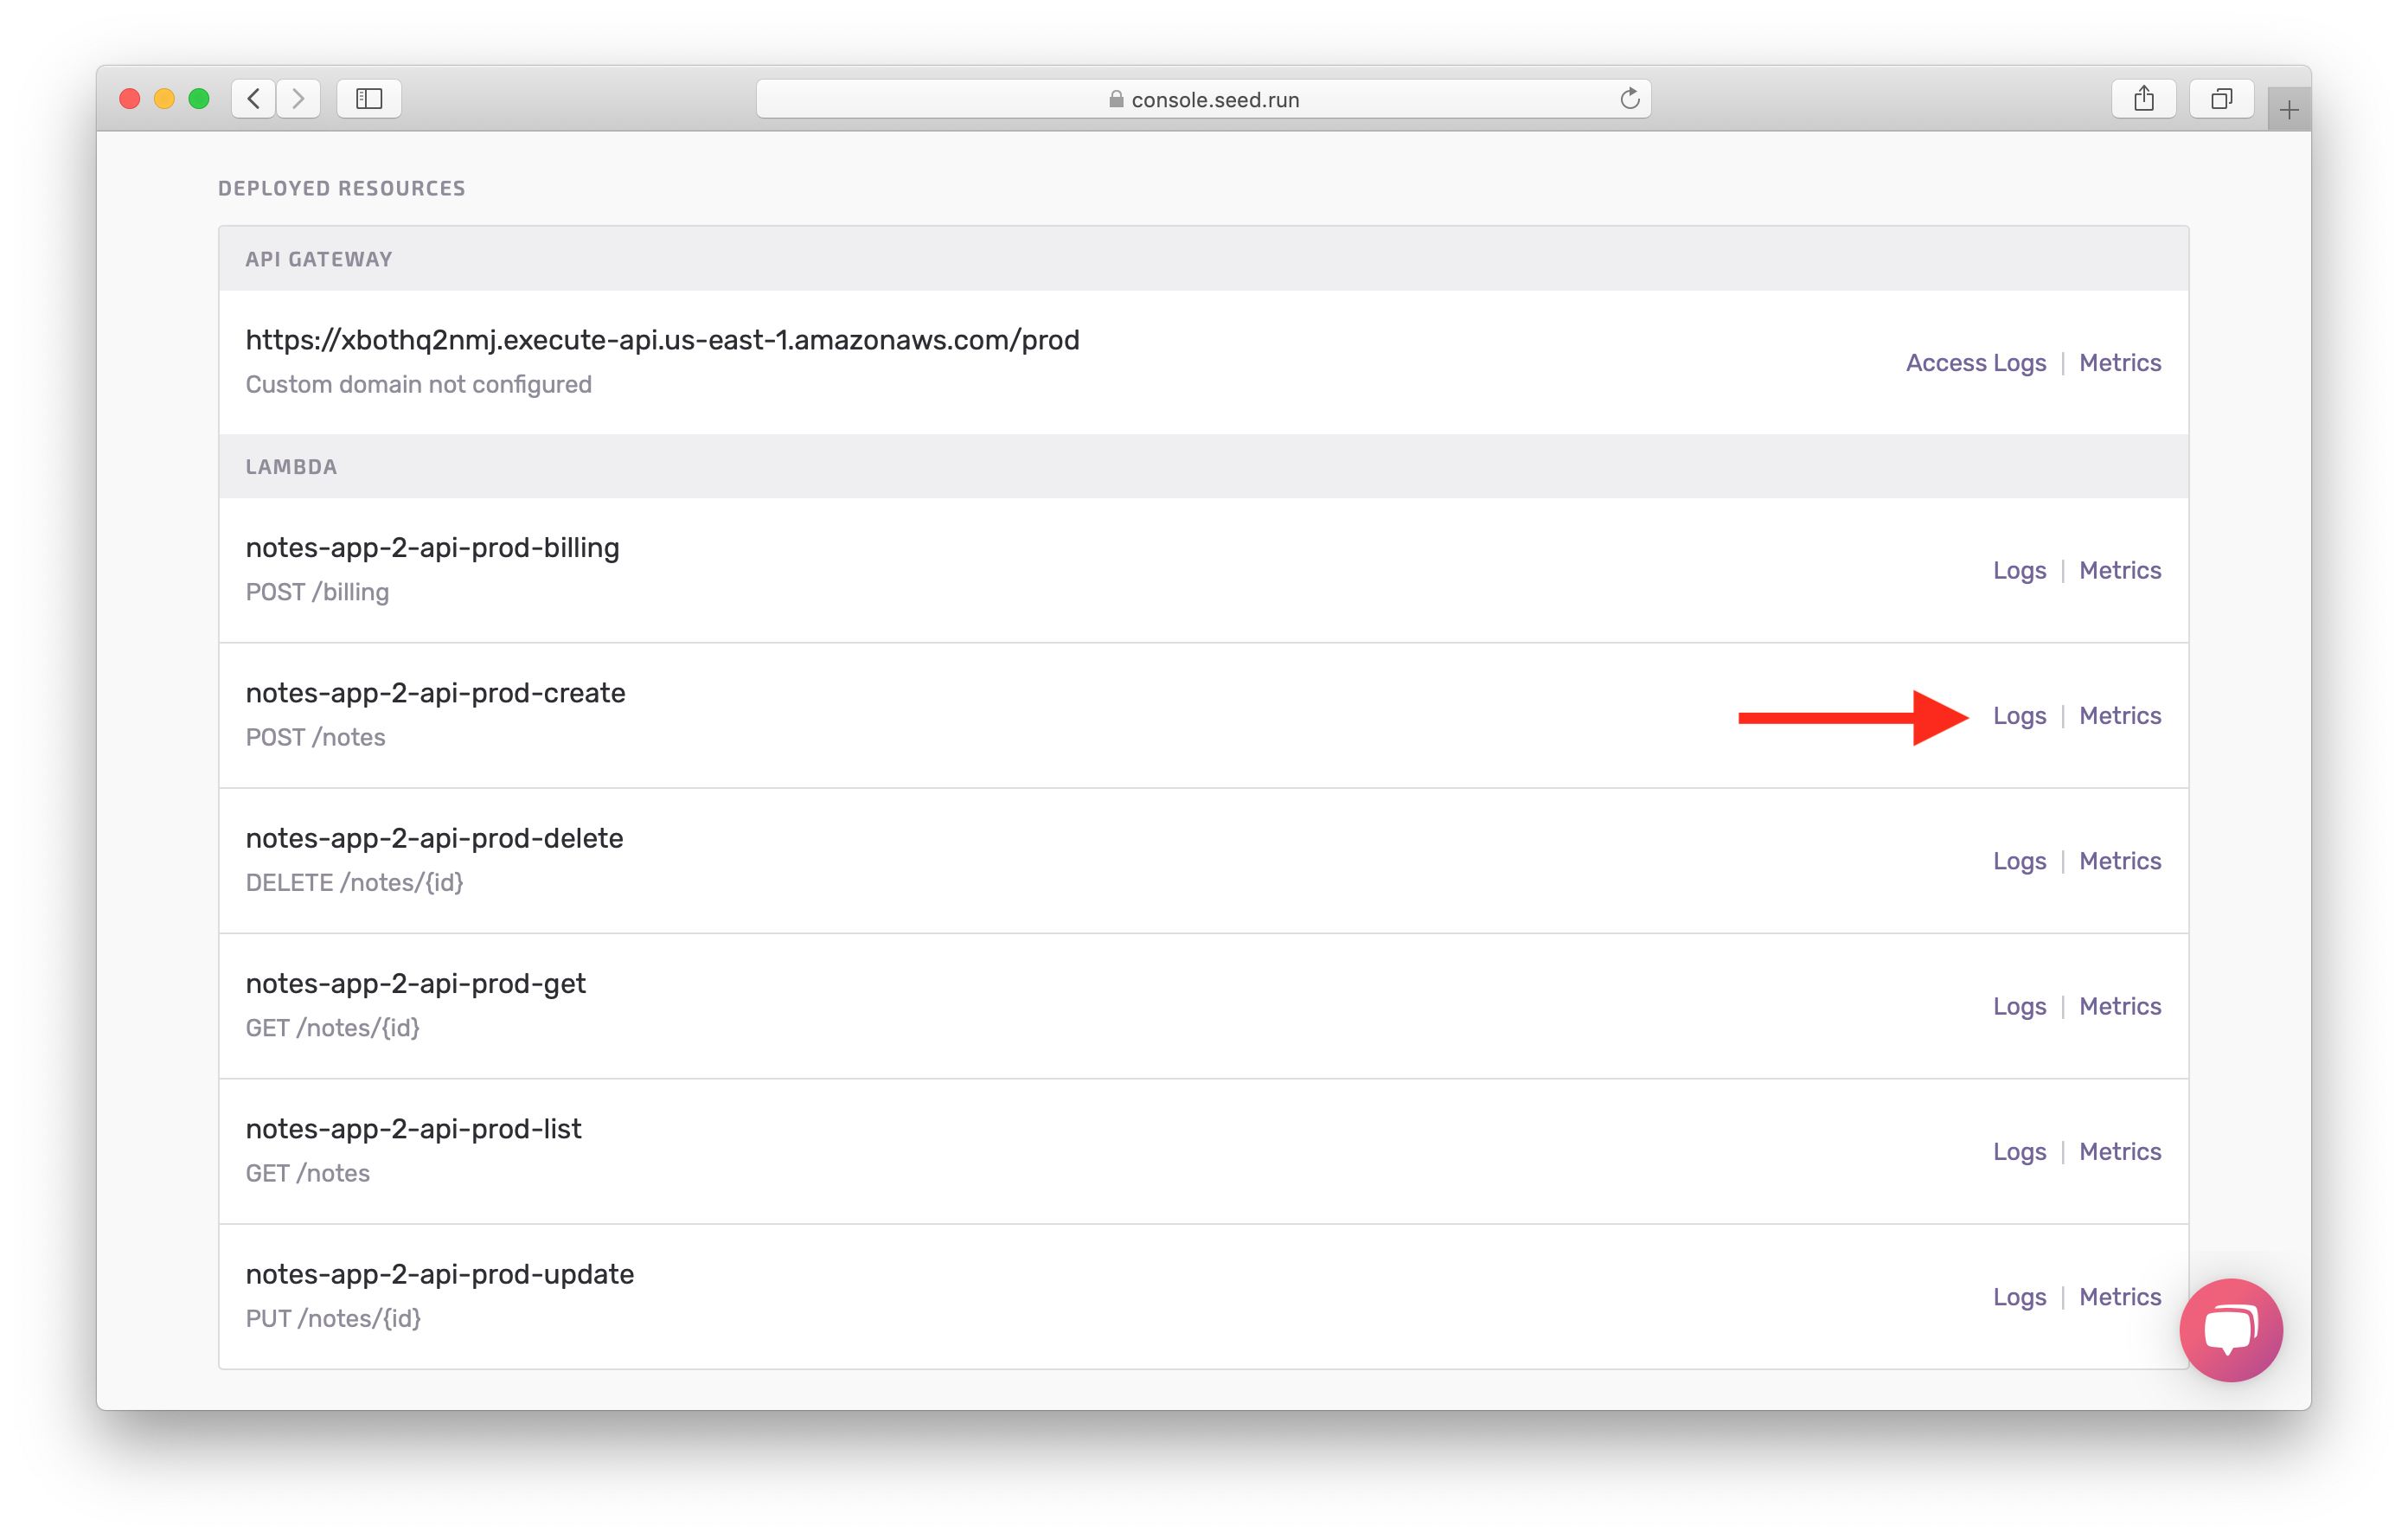 console.seed.run
DEPLOYED RESOURCES
API GATEWAY
https://xbothq2nmj.execute-api.us-east-1.amazonaws.com/prod
Custom domain not configured
Access Logs | Metrics
LAMBDA
notes-app-2-api-prod-billing
POST /billing
Logs | Metrics
notes-app-2-api-prod-create
POST /notes
Logs | Metrics
notes-app-2-api-prod-delete
DELETE /notes/{id}
Logs | Metrics
notes-app-2-api-prod-get
GET /notes/{id}
Logs | Metrics
notes-app-2-api-prod-list
GET /notes
Logs | Metrics
notes-app-2-api-prod-update
PUT /notes/{id}
Logs | Metrics